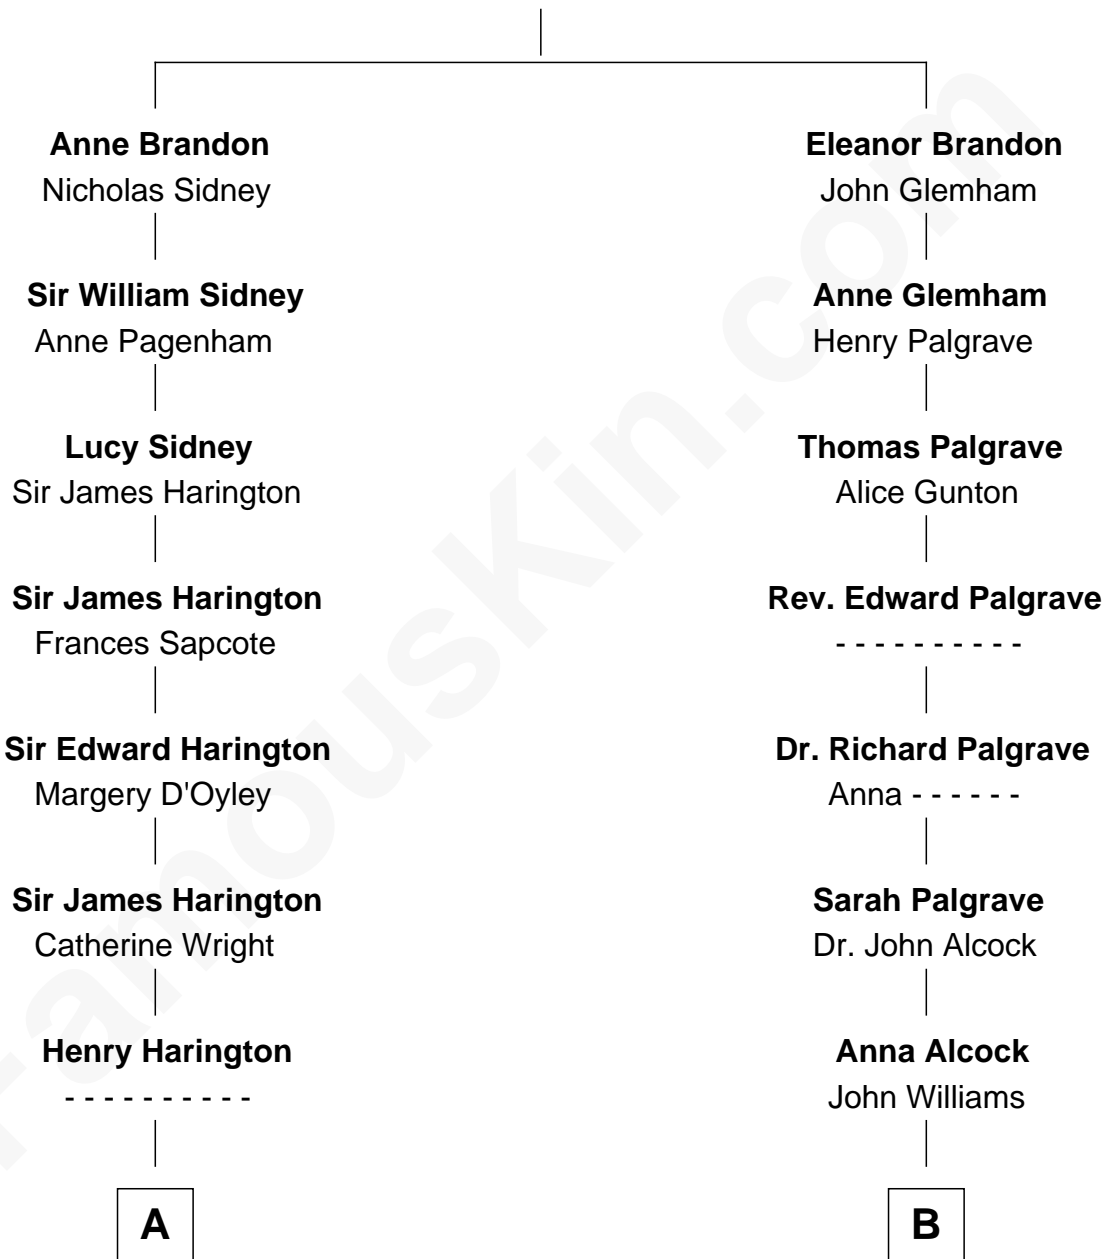 Anne Brandon
Nicholas Sidney
Sir William Sidney
Anne Pagenham
Lucy Sidney
Sir James Harington
Sir James Harington
Frances Sapcote
Sir Edward Harington
Margery D'Oyley
Sir James Harington
Catherine Wright
Henry Harington
- - - - - - - - - -
A
Eleanor Brandon
John Glemham
Anne Glemham
Henry Palgrave
Thomas Palgrave
Alice Gunton
Rev. Edward Palgrave
- - - - - - - - - -
Dr. Richard Palgrave
Anna - - - - - -
Sarah Palgrave
Dr. John Alcock
Anna Alcock
John Williams
B
FamousKin.com